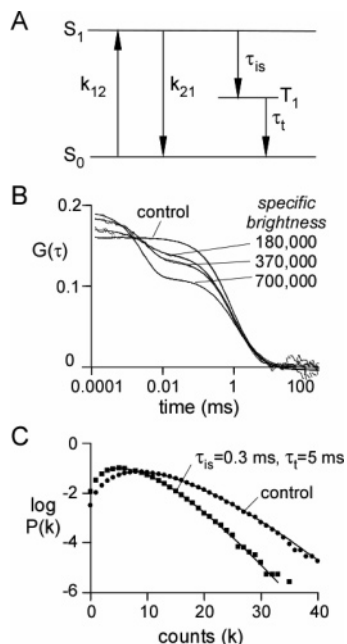 A
S₁
k₁₂
k₂₁
τᵢₛ
T₁
τₜ
S₀
B
0.2
control
specific
brightness
G(τ)
180,000
370,000
700,000
0.1
0
0.0001
0.01
1
100
time (ms)
C
0
τᵢₛ=0.3 ms, τₜ=5 ms
control
-2
log
P(k)
-4
-6
0
10
20
30
40
counts (k)